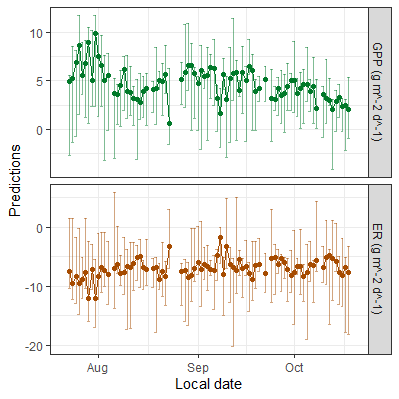 10
5
0
GPP (g m^-2 d^-1)
Predictions
0
-10
-20
ER (g m^-2 d^-1)
Aug
Sep
Oct
Local date